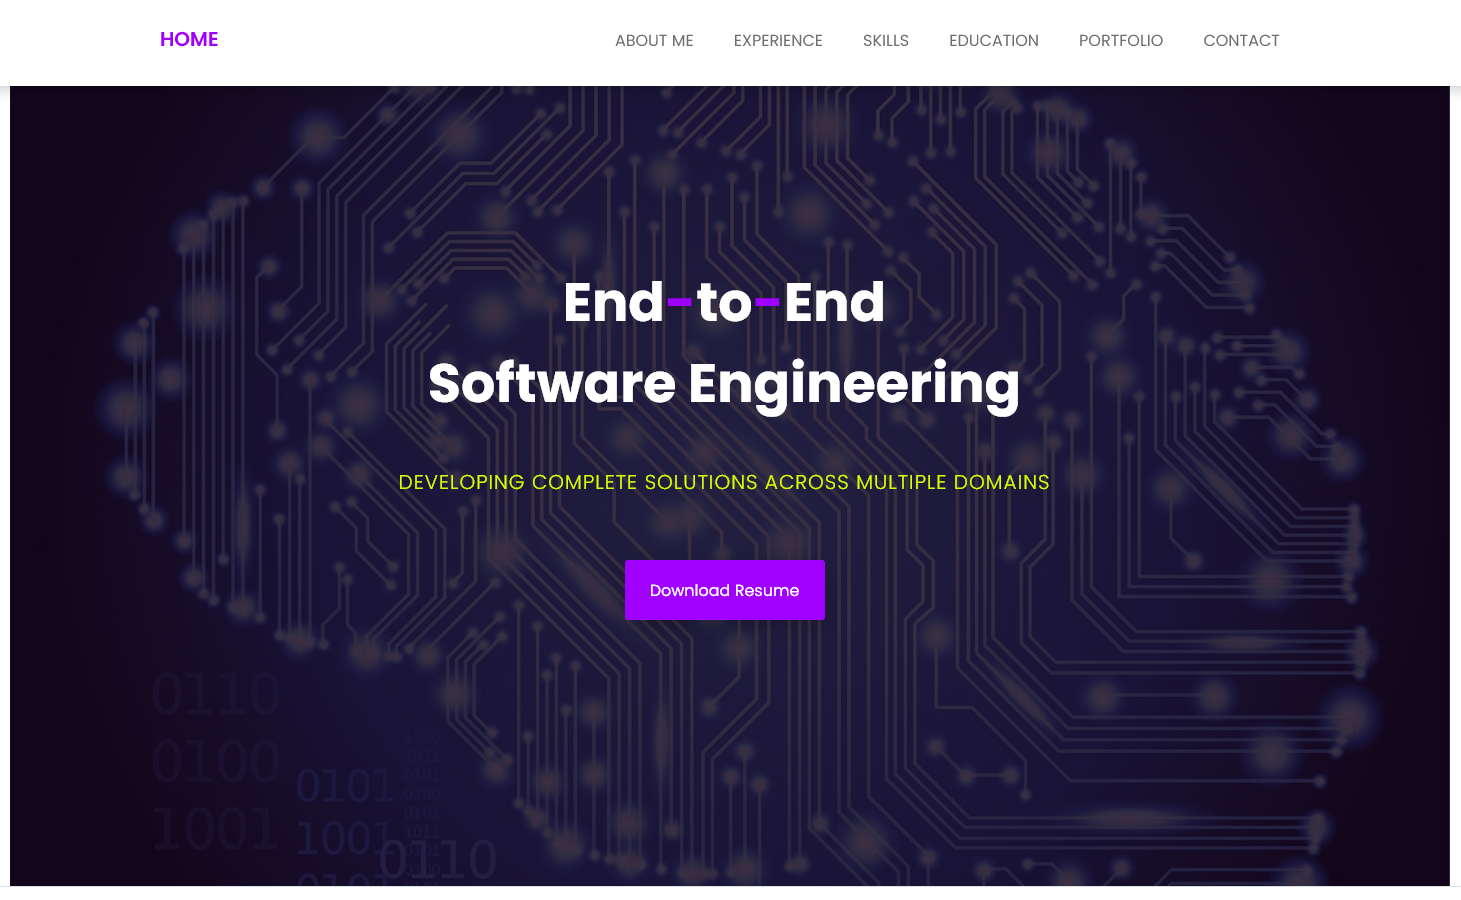 HOME ABOUT ME EXPERIENCE SKILLS EDUCATION PORTFOLIO CONTACT
End-to-End
Software Engineering
DEVELOPING COMPLETE SOLUTIONS ACROSS MULTIPLE DOMAINS
Download Resume
0110
0100
0101
1001
1001
0110